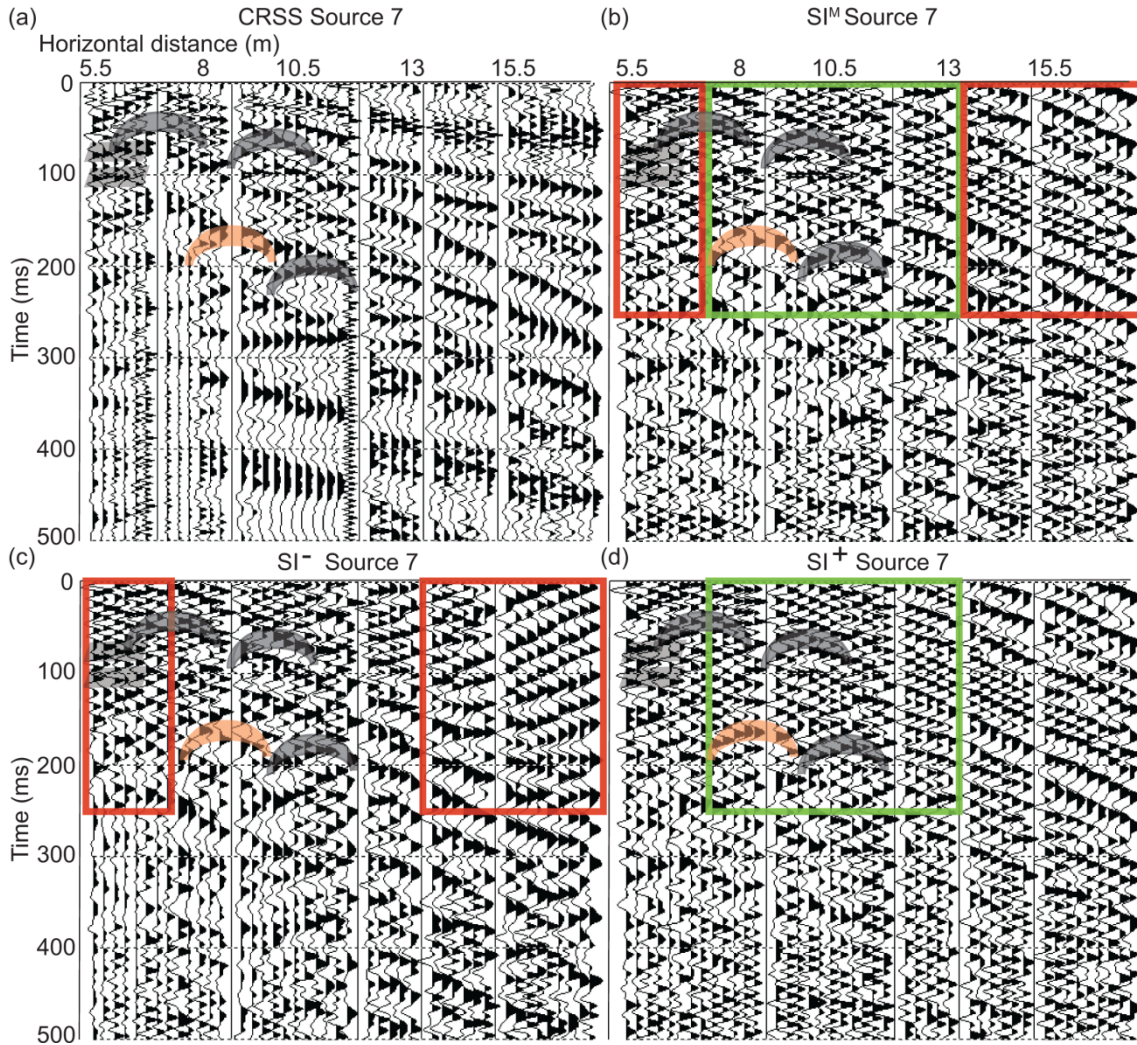 (a) CRSS Source 7
Horizontal distance (m)
5.5 8 10.5 13 15.5
0
100
200
300
400
500
Time (ms)
(b) SIᴹ Source 7
5.5 8 10.5 13 15.5
(c) SI⁻ Source 7
0
100
200
300
400
500
Time (ms)
(d) SI⁺ Source 7